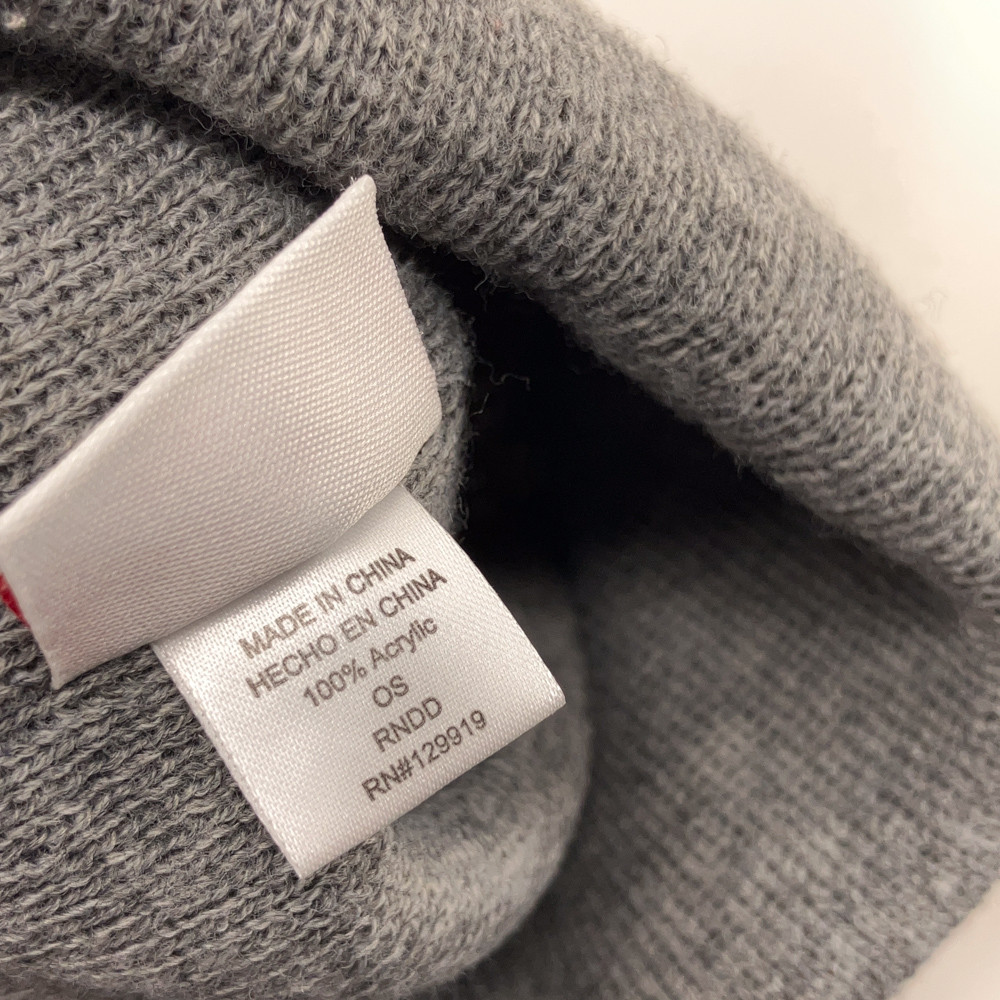 MADE IN CHINA
HECHO EN CHINA
100% Acrylic
OS
RNDD
RN#129919